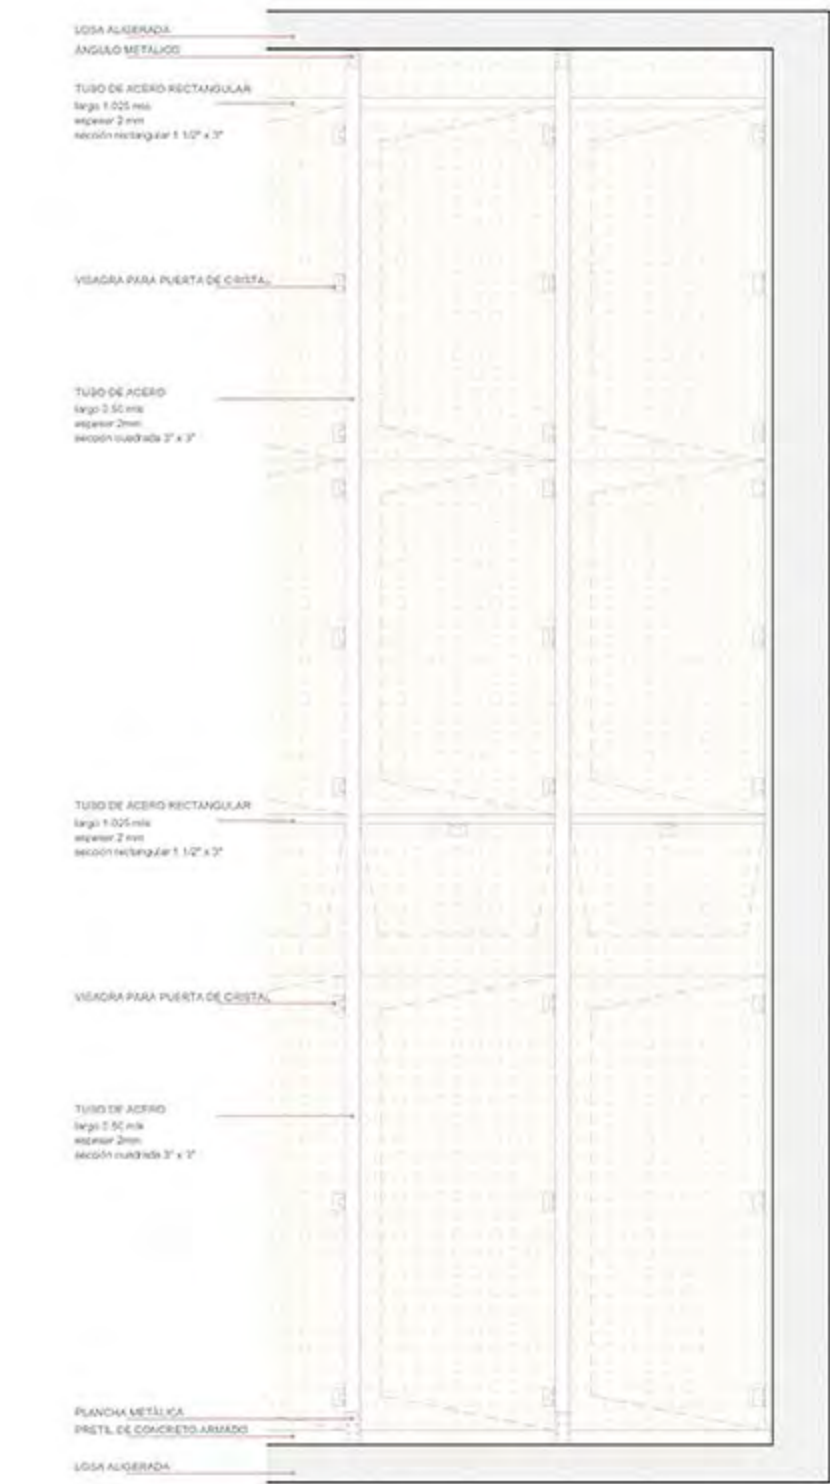 LOSA ALIGERADA
ÁNGULO METÁLICO
TUBO DE ACERO RECTANGULAR
largo 1.025 mts
espesor 2 mm
sección rectangular 1 1/2" x 3"
VISAGRA PARA PUERTA DE CRISTAL
TUBO DE ACERO
largo 3.50 mts
espesor 2mm
sección cuadrada 3" x 3"
TUBO DE ACERO RECTANGULAR
largo 1.025 mts
espesor 2 mm
sección rectangular 1 1/2" x 3"
VISAGRA PARA PUERTA DE CRISTAL
TUBO DE ACERO
largo 3.50 mts
espesor 2mm
sección cuadrada 3" x 3"
PLANCHA METÁLICA
PRETIL DE CONCRETO ARMADO
LOSA ALIGERADA